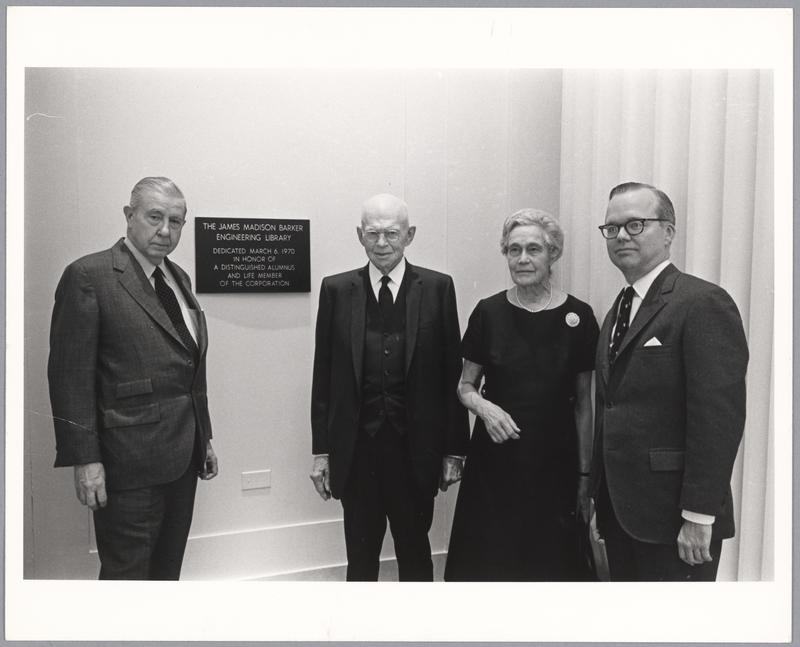 THE JAMES MADISON BARKER
ENGINEERING LIBRARY
DEDICATED MARCH 6, 1970
IN HONOR OF
A DISTINGUISHED ALUMNUS
AND LIFE MEMBER
OF THE CORPORATION